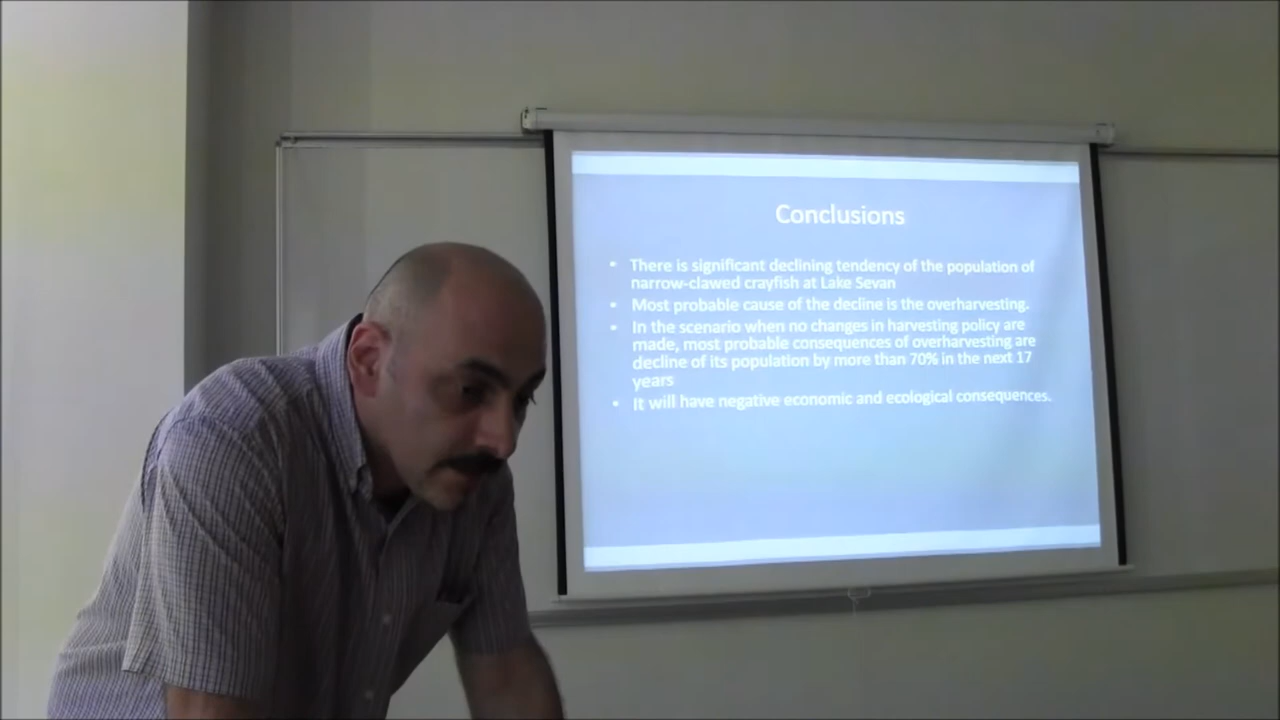 Conclusions
- There is significant declining tendency of the population of
narrow-clawed crayfish at Lake Sevan
- Most probable cause of the decline is the overharvesting.
- In the scenario when no changes in harvesting policy are
made, most probable consequences of overharvesting are
decline of its population by more than 70% in the next 17
years
- It will have negative economic and ecological consequences.